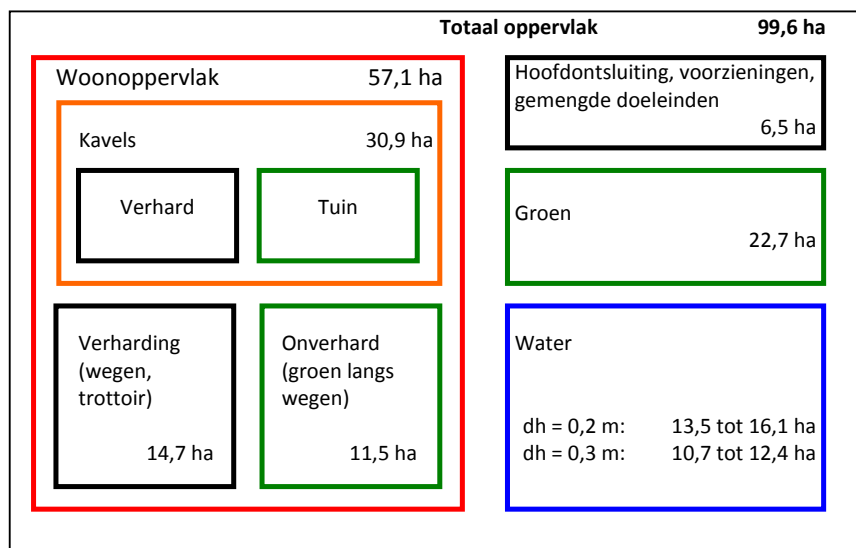 Totaal oppervlak 99,6 ha
Woonoppervlak 57,1 ha
Kavels 30,9 ha
Verhard
Tuin
Verharding
(wegen,
trottoir)
14,7 ha
Onverhard
(groen langs
wegen)
11,5 ha
Hoofdontsluiting, voorzieningen,
gemengde doeleinden
6,5 ha
Groen
22,7 ha
Water
dh = 0,2 m: 13,5 tot 16,1 ha
dh = 0,3 m: 10,7 tot 12,4 ha